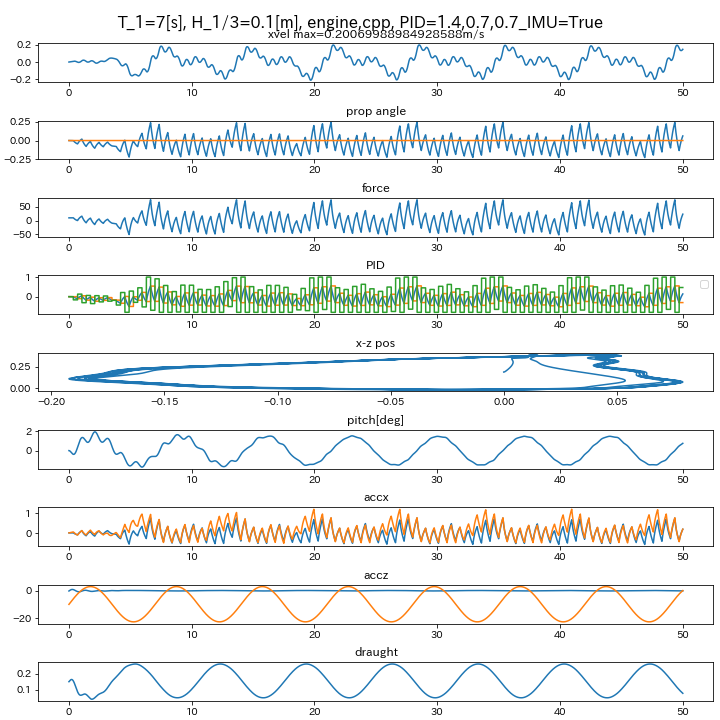 T_1=7[s], H_1/3=0.1[m], engine,cpp, PID=1.4,0.7,0.7_IMU=True
xvel max=0.20069988984928588m/s
0.2
0.0
−0.2
0 10 20 30 40 50
prop angle
0.25
0.00
−0.25
0 10 20 30 40 50
force
50
0
−50
0 10 20 30 40 50
PID
1
0
0 10 20 30 40 50
x-z pos
0.25
0.00
−0.20 −0.15 −0.10 −0.05 0.00 0.05
pitch[deg]
2
0
0 10 20 30 40 50
accx
1
0
0 10 20 30 40 50
accz
0
−20
0 10 20 30 40 50
draught
0.2
0.1
0 10 20 30 40 50